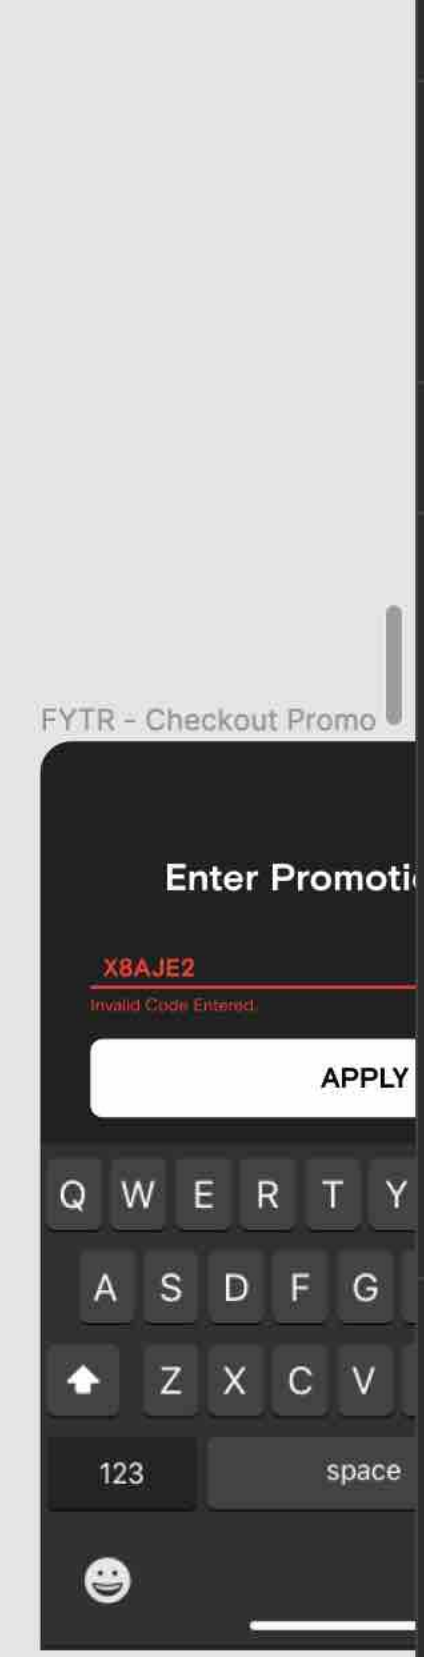 FYTR - Checkout Promo
Enter Promoti
X8AJE2
Invalid Code Entered.
APPLY
Q W E R T Y
A S D F G
Z X C V
123 space